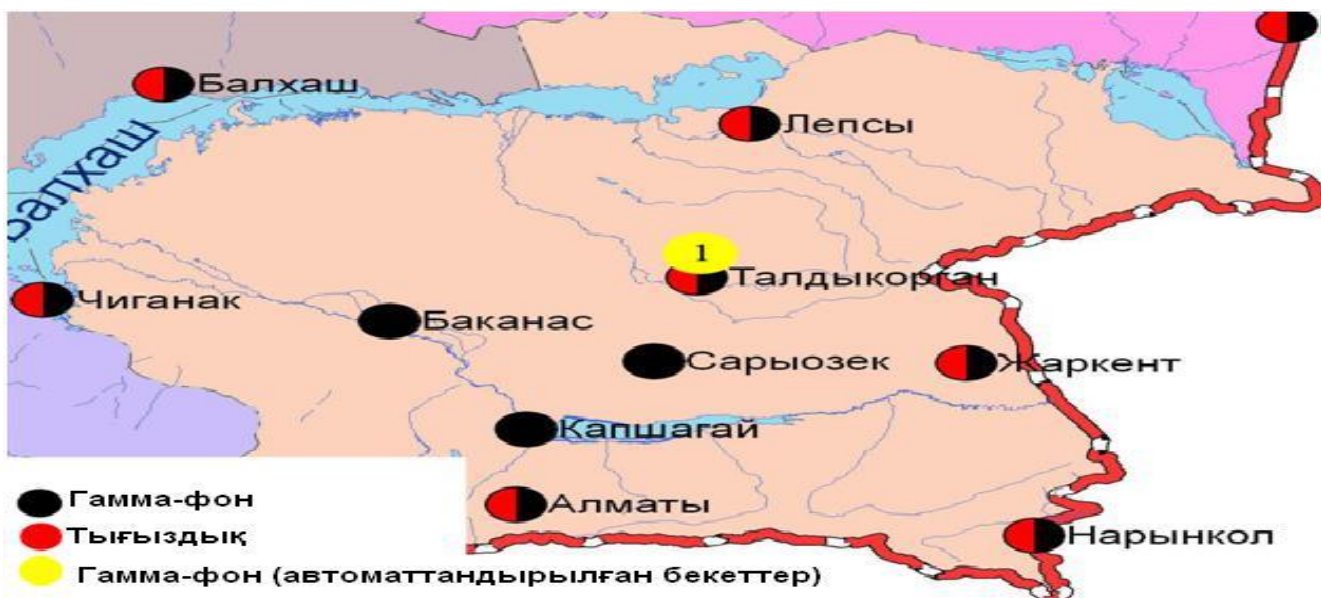 Балхаш
Лепсы
Балхаш
1
Талдыкорган
Чиганак
Баканас
Сарыозек
Жаркент
Капшагай
Алматы
Нарынкол
Гамма-фон
Тығыздық
Гамма-фон (автоматтандырылған бекеттер)